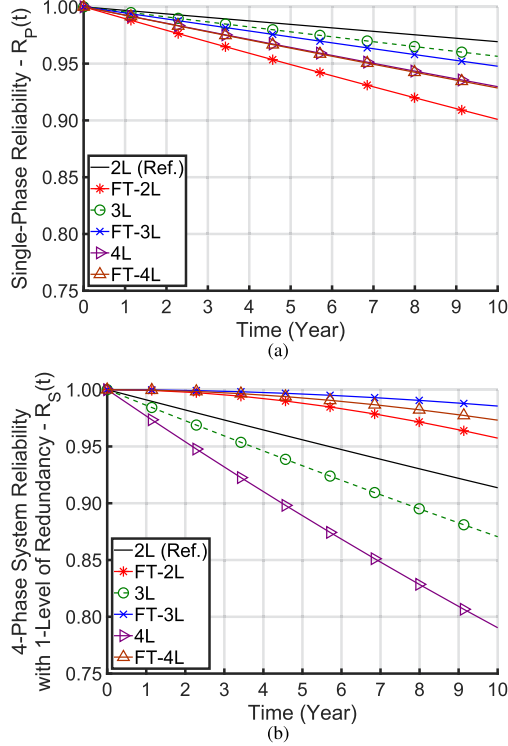 1.00
0.95
0.90
0.85
0.80
0.75
Single-Phase Reliability - R_P(t)
2L (Ref.)
FT-2L
3L
FT-3L
4L
FT-4L
0 1 2 3 4 5 6 7 8 9 10
Time (Year)
(a)
1.00
0.95
0.90
0.85
0.80
0.75
4-Phase System Reliability
with 1-Level of Redundancy - R_S(t)
2L (Ref.)
FT-2L
3L
FT-3L
4L
FT-4L
0 1 2 3 4 5 6 7 8 9 10
Time (Year)
(b)